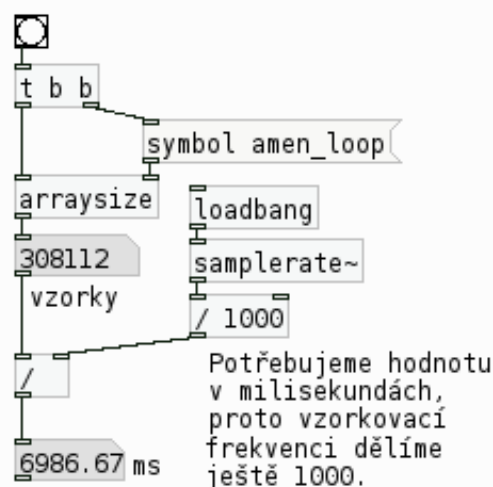 t b b
symbol amen_loop
arraysize
loadbang
308112
samplerate~
vzorky
/ 1000
/
Potřebujeme hodnotu
v milisekundách,
proto vzorkovací
frekvenci dělíme
ještě 1000.
6986.67 ms